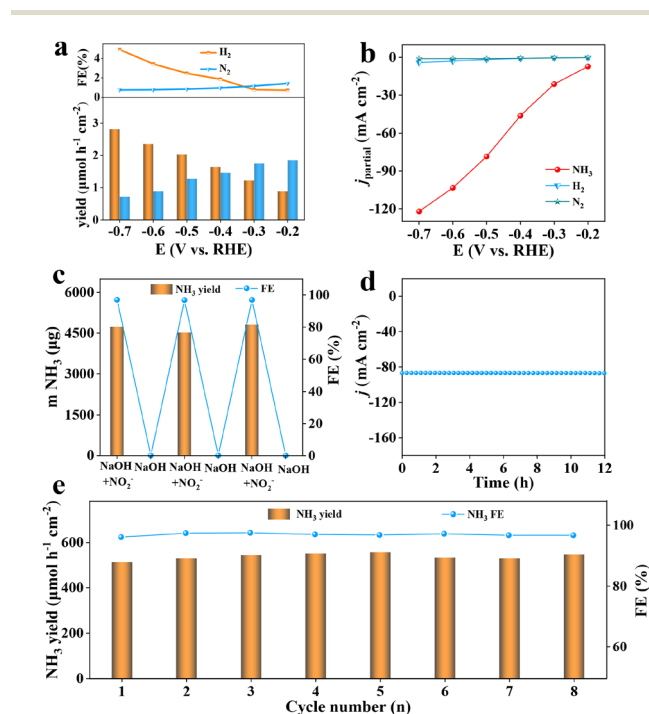 a
H2
N2
FE(%)
4
2
0
yield (µmol h-1 cm-2)
3
2
1
0
-0.7 -0.6 -0.5 -0.4 -0.3 -0.2
E (V vs. RHE)
b
jpartial (mA cm-2)
0
-30
-60
-90
-120
NH3
H2
N2
-0.7 -0.6 -0.5 -0.4 -0.3 -0.2
E (V vs. RHE)
c
NH3 yield FE
m NH3 (µg)
6000
4500
3000
1500
0
FE (%)
100
80
60
40
20
0
NaOH NaOH NaOH NaOH NaOH NaOH
+NO2- +NO2- +NO2-
d
j (mA cm-2)
0
-40
-80
-120
-160
0 2 4 6 8 10 12
Time (h)
e
NH3 yield NH3 FE
NH3 yield (µmol h-1 cm-2)
600
400
200
0
FE (%)
100
80
60
1 2 3 4 5 6 7 8
Cycle number (n)